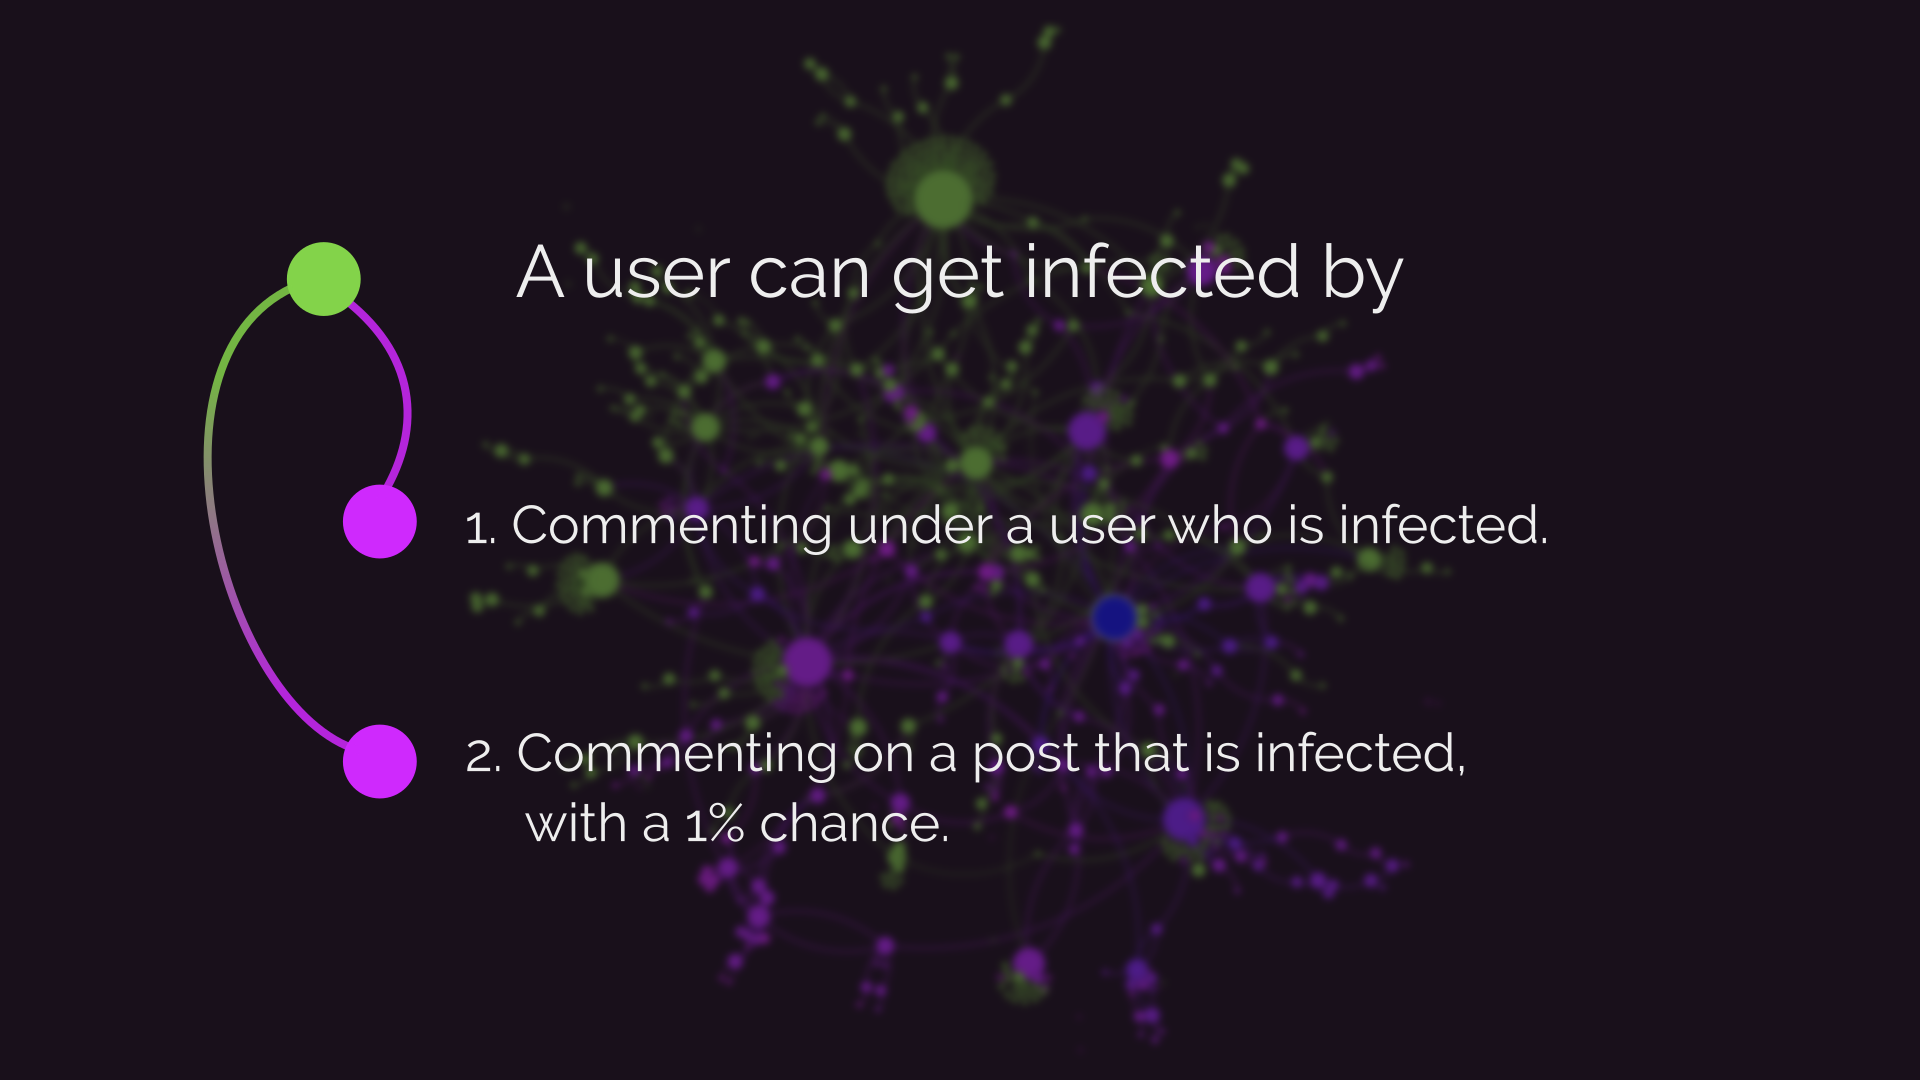 A user can get infected by
1. Commenting under a user who is infected.
2. Commenting on a post that is infected,
with a 1% chance.